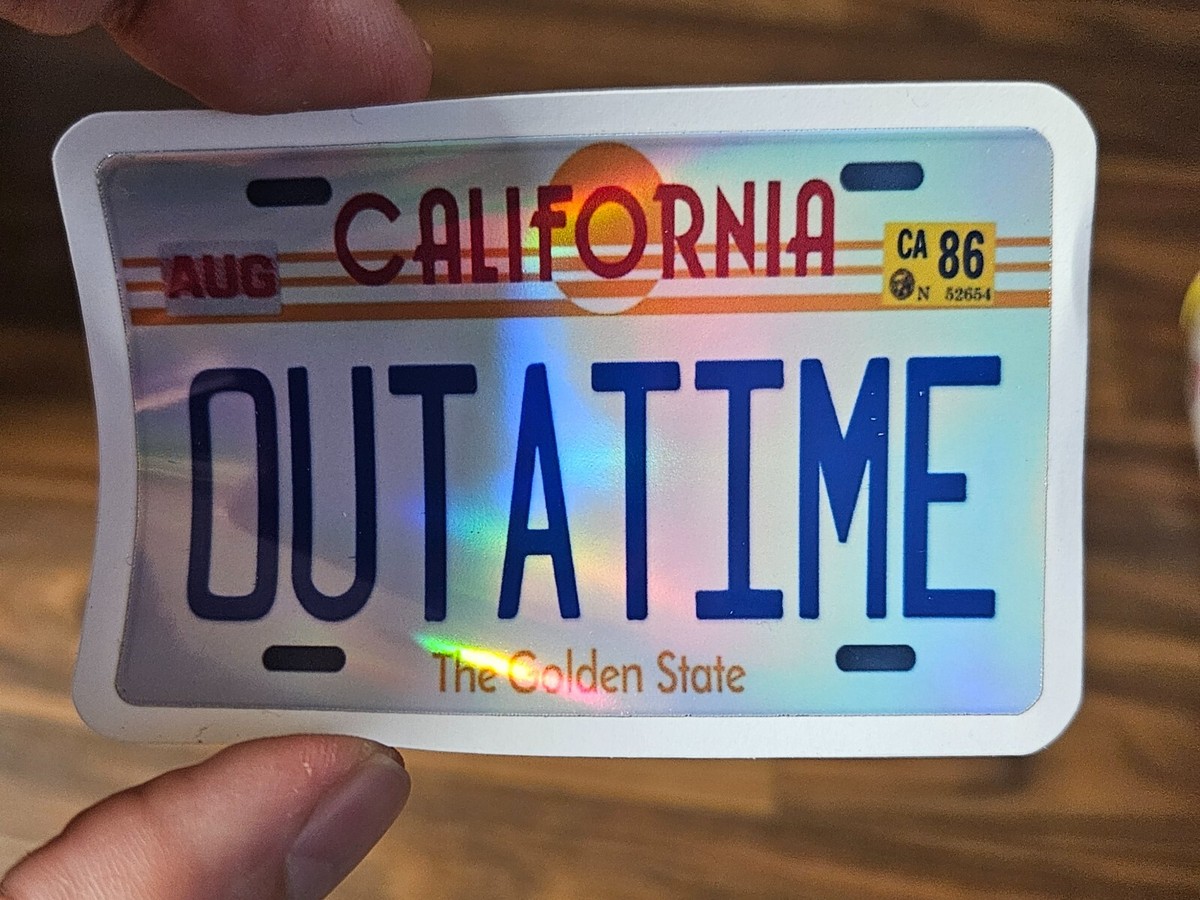 CALIFORNIA
AUG
CA 86
N 52654
OUTATIME
The Golden State